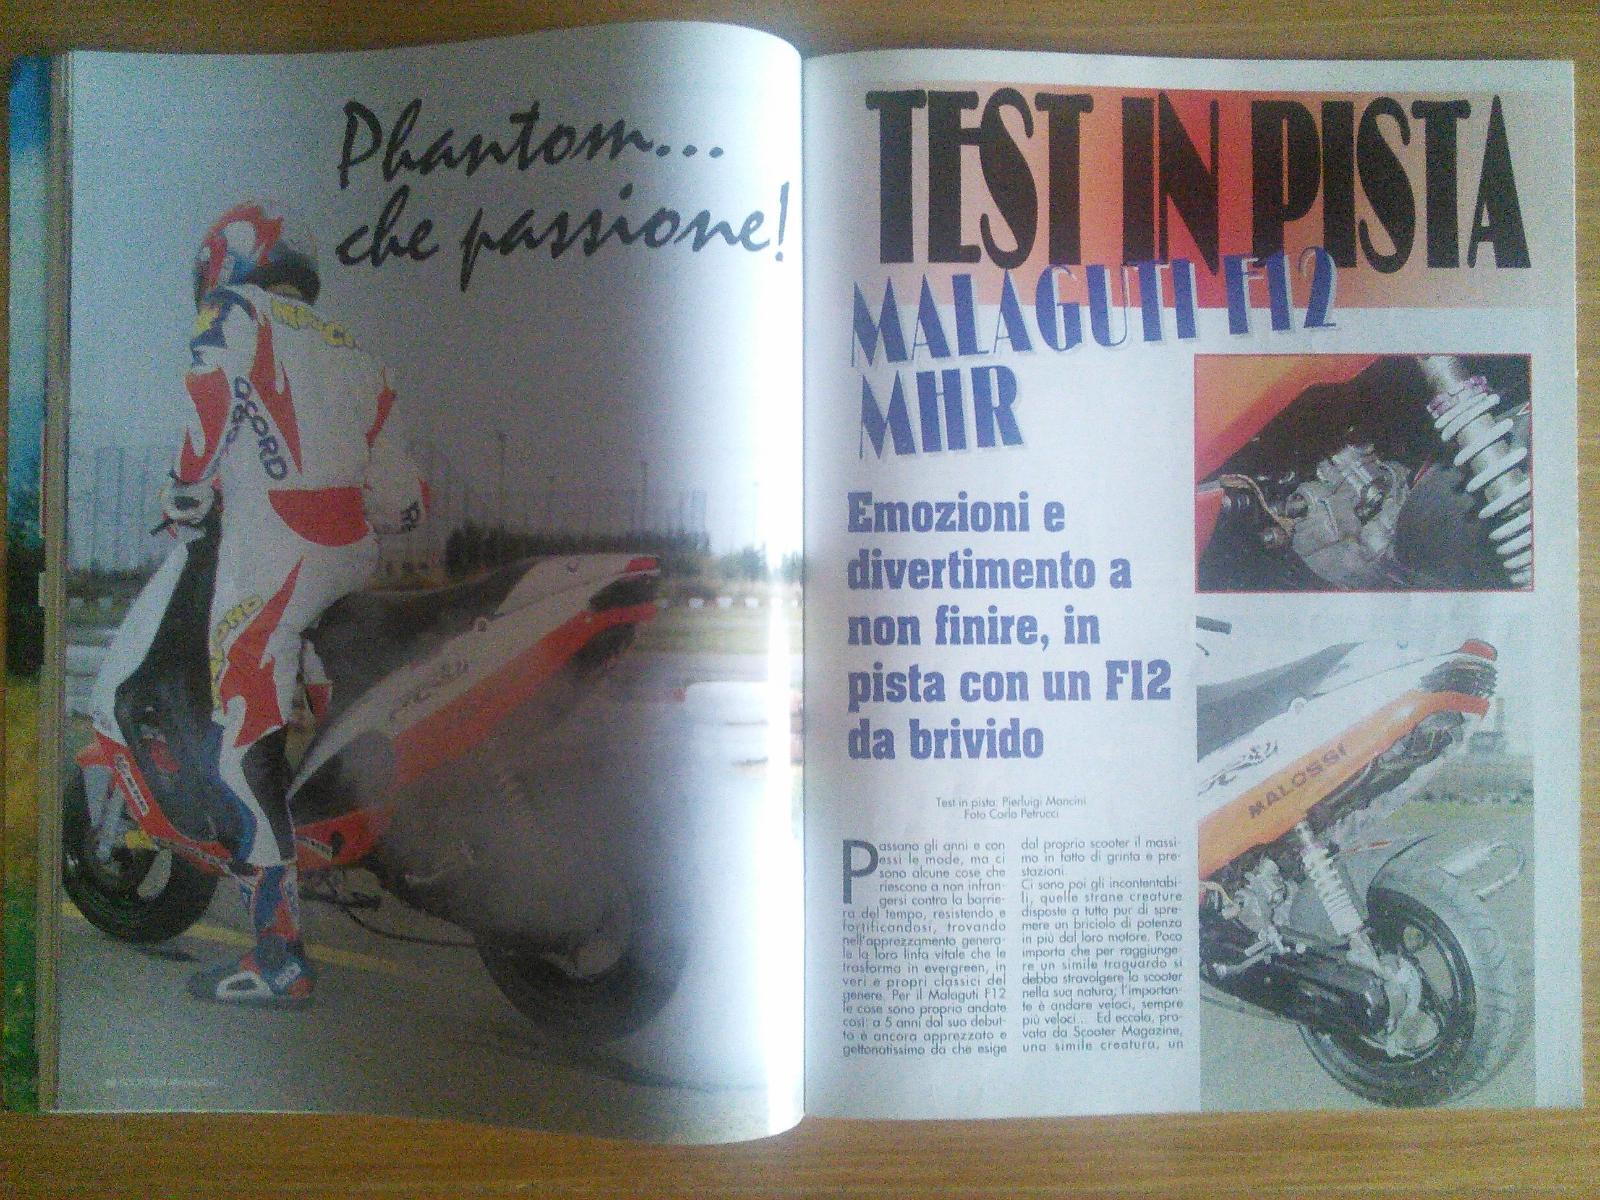 Phantom...
che passione!
ACORD
TEST IN PISTA
MALAGUTI F12
MHR
Emozioni e
divertimento a
non finire, in
pista con un F12
da brivido
Test in pista: Pierluigi Mancini
Foto Carlo Petrucci
Passano gli anni e con
essi le mode, ma ci
sono alcune cose che
riescono a non infran-
gersi contro la barrie-
ra del tempo, resistendo e
fortificandosi, trovando
nell'apprezzamento genera-
le la loro linfa vitale che le
trasforma in evergreen, in
veri e propri classici del
genere. Per il Malaguti F12
le cose sono proprio andate
così: a 5 anni dal suo debut-
to è ancora apprezzato e
gettonatissimo da che esige
dal proprio scooter il massi-
mo in fatto di grinta e pre-
stazioni.
Ci sono poi gli incontentabi-
li, quelle strane creature
disposte a tutto pur di spre-
mere un briciolo di potenza
in più dal loro motore. Poco
importa che per raggiunge-
re un simile traguardo si
debba stravolgere lo scooter
nella sua natura, l'importan-
te è andare veloci, sempre
più veloci... Ed eccola, pro-
vata da Scooter Magazine,
una simile creatura, un
MALOSSI